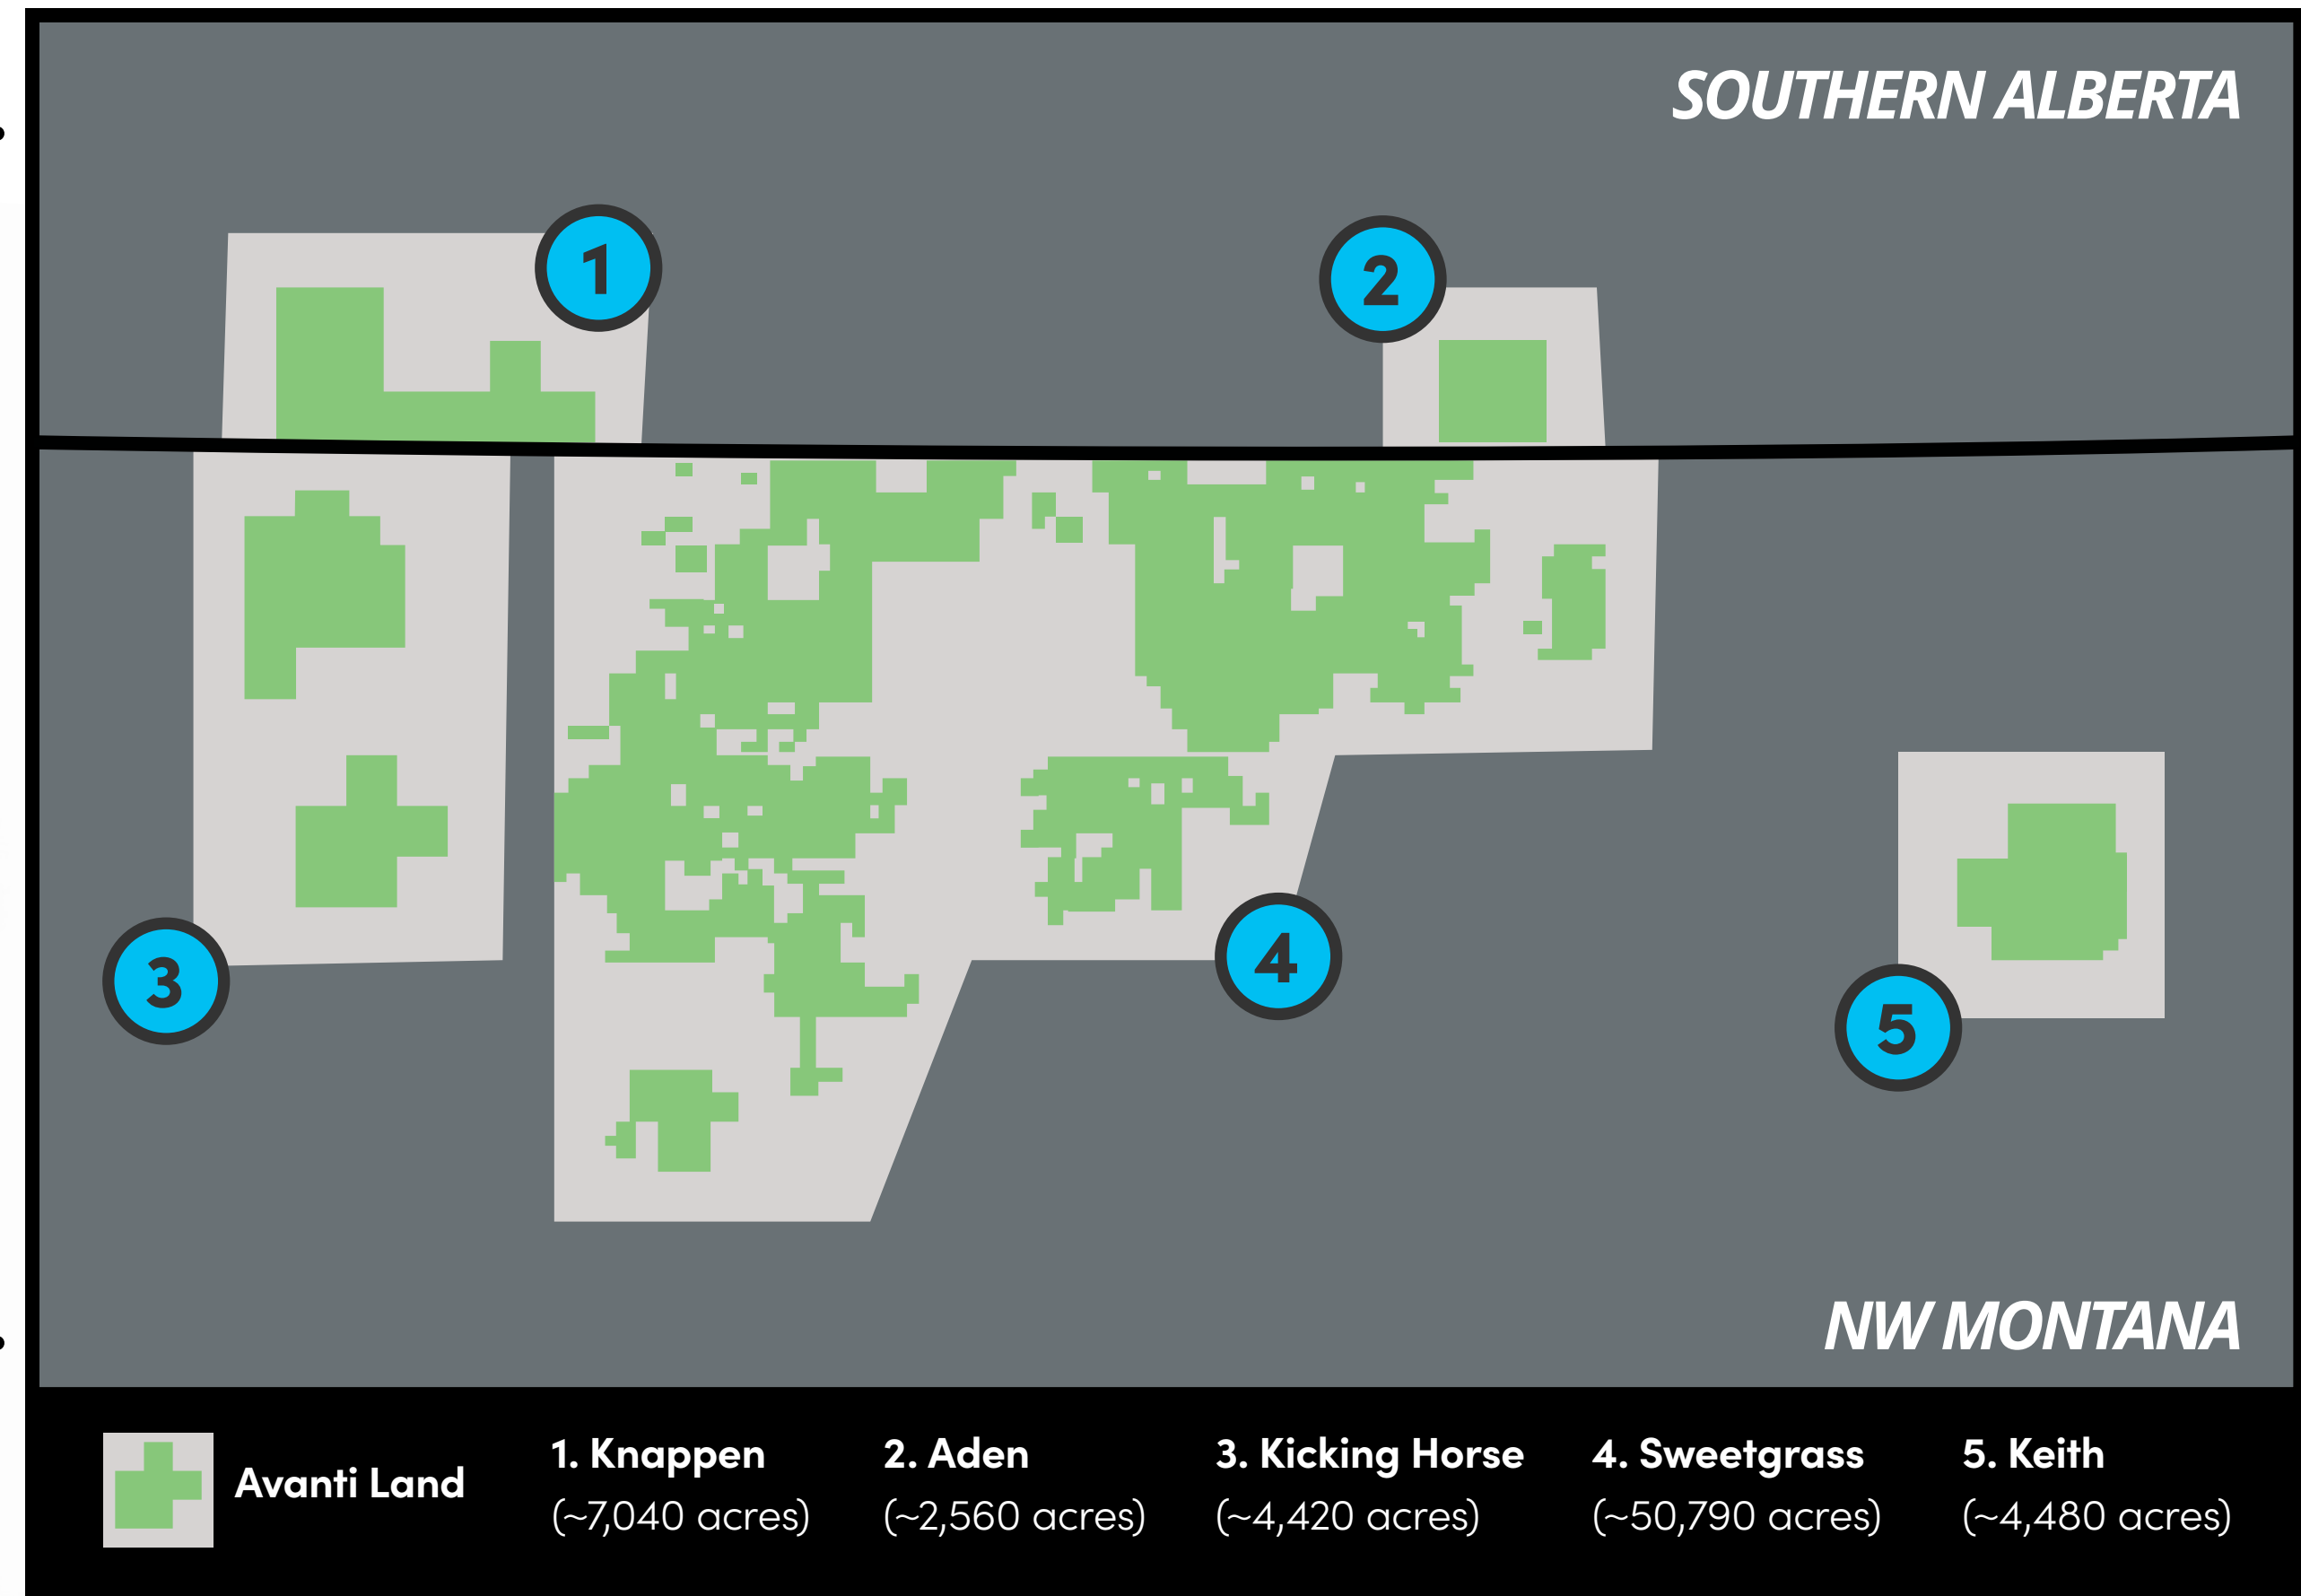 SOUTHERN ALBERTA
1
2
3
4
5
NW MONTANA
Avanti Land
1. Knappen
(~7,040 acres)
2. Aden
(~2,560 acres)
3. Kicking Horse
(~4,420 acres)
4. Sweetgrass
(~50,790 acres)
5. Keith
(~4,480 acres)